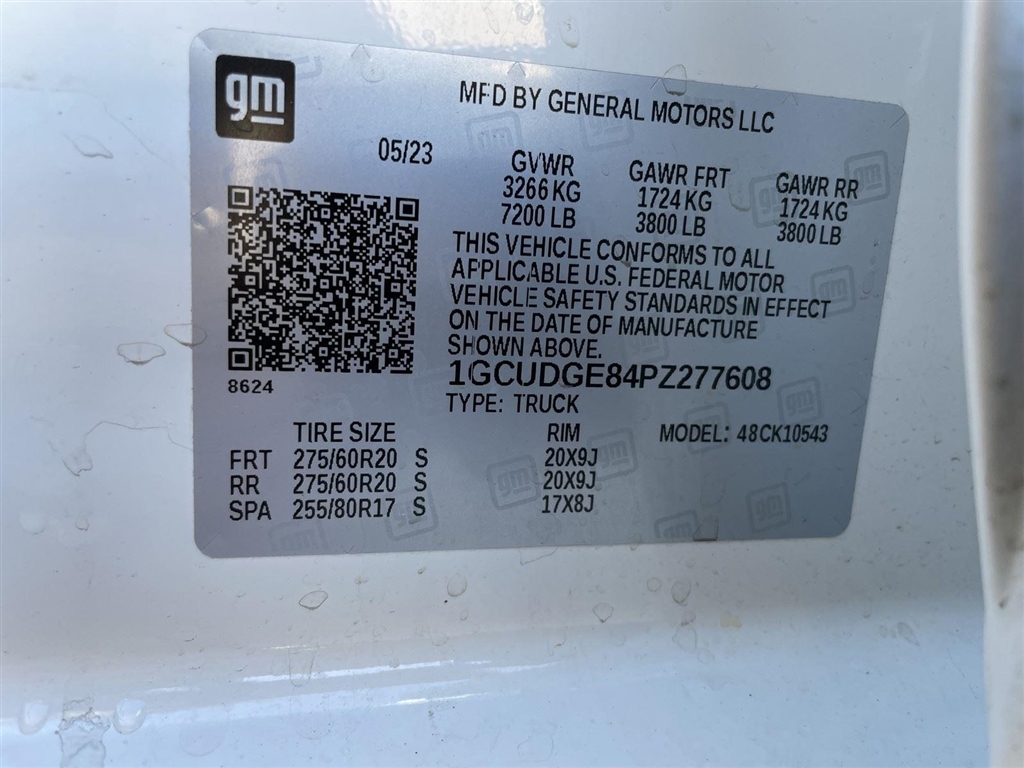 gm
MFD BY GENERAL MOTORS LLC
05/23
GVWR GAWR FRT GAWR RR
3266 KG 1724 KG 1724 KG
7200 LB 3800 LB 3800 LB
THIS VEHICLE CONFORMS TO ALL
APPLICABLE U.S. FEDERAL MOTOR
VEHICLE SAFETY STANDARDS IN EFFECT
ON THE DATE OF MANUFACTURE
SHOWN ABOVE.
8624
1GCUDGE84PZ277608
TYPE: TRUCK
TIRE SIZE RIM MODEL: 48CK10543
FRT 275/60R20 S 20X9J
RR 275/60R20 S 20X9J
SPA 255/80R17 S 17X8J